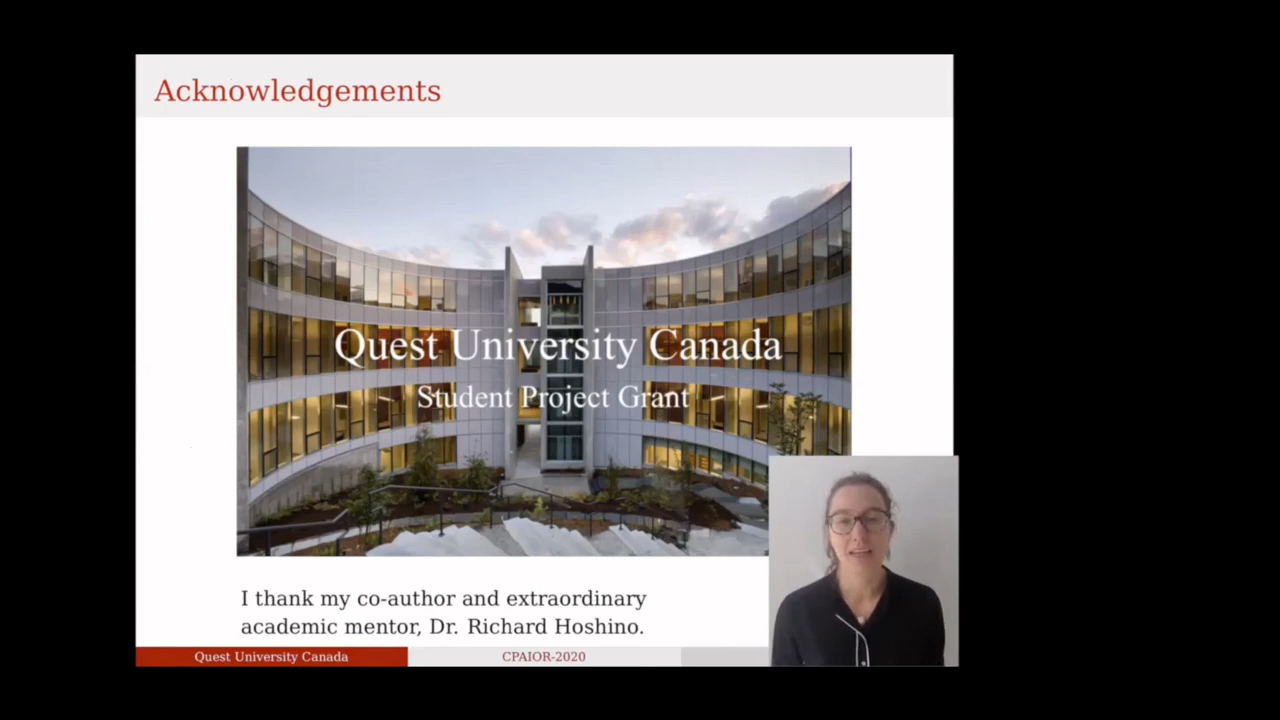 Acknowledgements
Quest University Canada
Student Project Grant
I thank my co-author and extraordinary
academic mentor, Dr. Richard Hoshino.
Quest University Canada
CPAIOR-2020